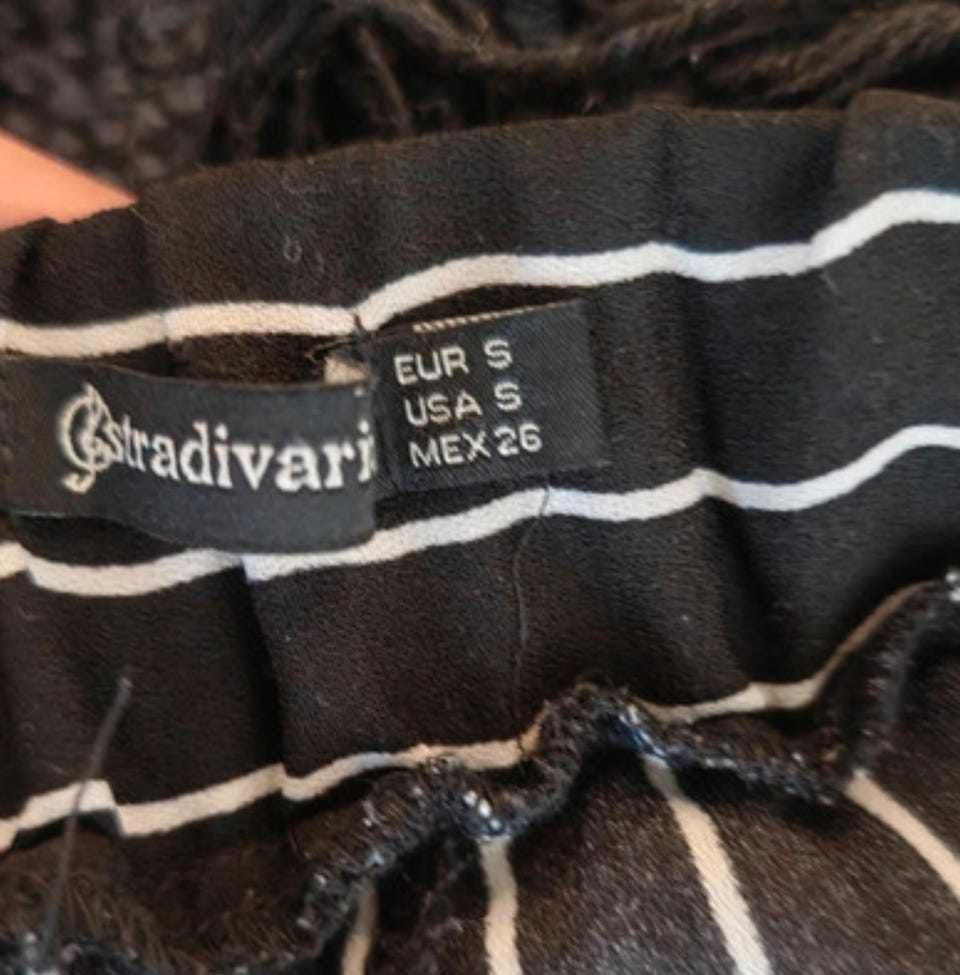 stradivari
EUR S
USA S
MEX 26